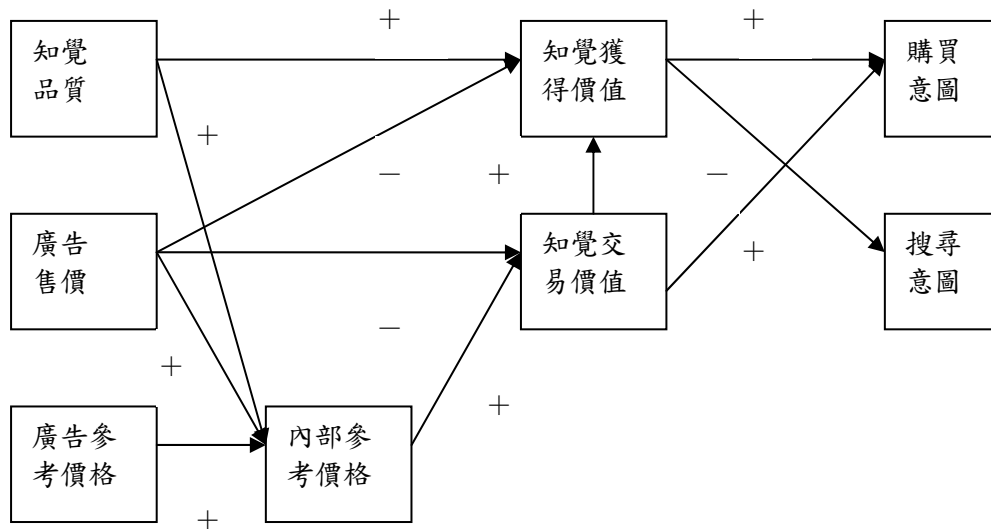 +
+
知覺
品質
知覺獲
得價值
購買
意圖
+
−
+
−
廣告
售價
知覺交
易價值
+
搜尋
意圖
−
+
+
廣告參
考價格
內部參
考價格
+